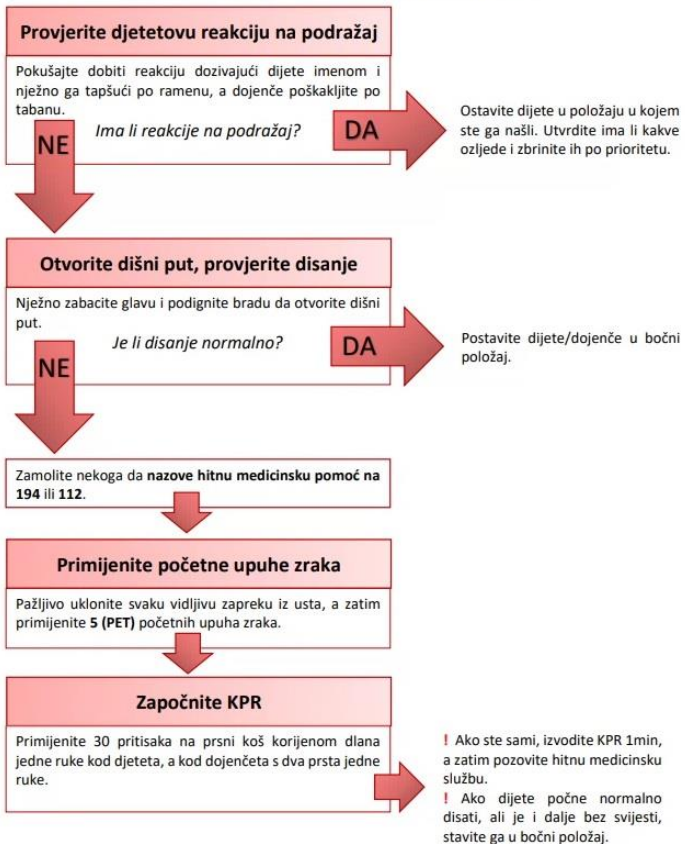 Provjerite djetetovu reakciju na podražaj
Pokušajte dobiti reakciju dozivajući dijete imenom i
nježno ga tapšući po ramenu, a dojenče poškakljite po
tabanu.
Ima li reakcije na podražaj?
DA
NE
Ostavite dijete u položaju u kojem
ste ga našli. Utvrdite ima li kakve
ozljede i zbrinite ih po prioritetu.
Otvorite dišni put, provjerite disanje
Nježno zabacite glavu i podignite bradu da otvorite dišni
put.
Je li disanje normalno?
DA
NE
Postavite dijete/dojenče u bočni
položaj.
Zamolite nekoga da nazove hitnu medicinsku pomoć na
194 ili 112.
Primijenite početne upuhe zraka
Pažljivo uklonite svaku vidljivu zapreku iz usta, a zatim
primijenite 5 (PET) početnih upuha zraka.
Započnite KPR
Primijenite 30 pritisaka na prsni koš korijenom dlana
jedne ruke kod djeteta, a kod dojenčeta s dva prsta jedne
ruke.
! Ako ste sami, izvodite KPR 1min,
a zatim pozovite hitnu medicinsku
službu.
! Ako dijete počne normalno
disati, ali je i dalje bez svijesti,
stavite ga u bočni položaj.